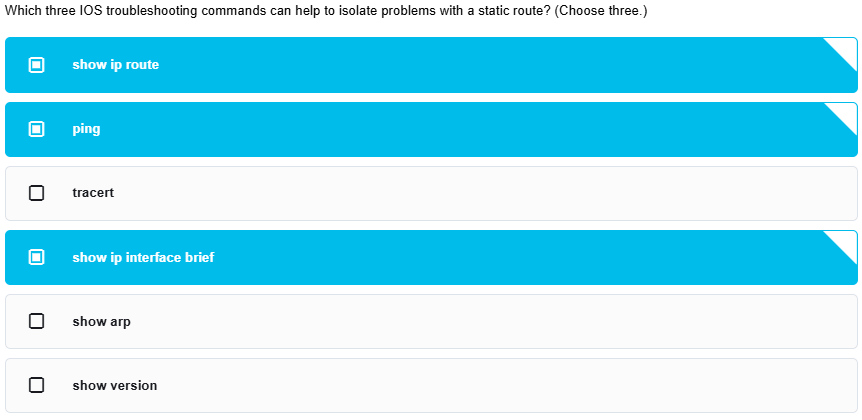 Which three IOS troubleshooting commands can help to isolate problems with a static route? (Choose three.)
show ip route
ping
tracert
show ip interface brief
show arp
show version